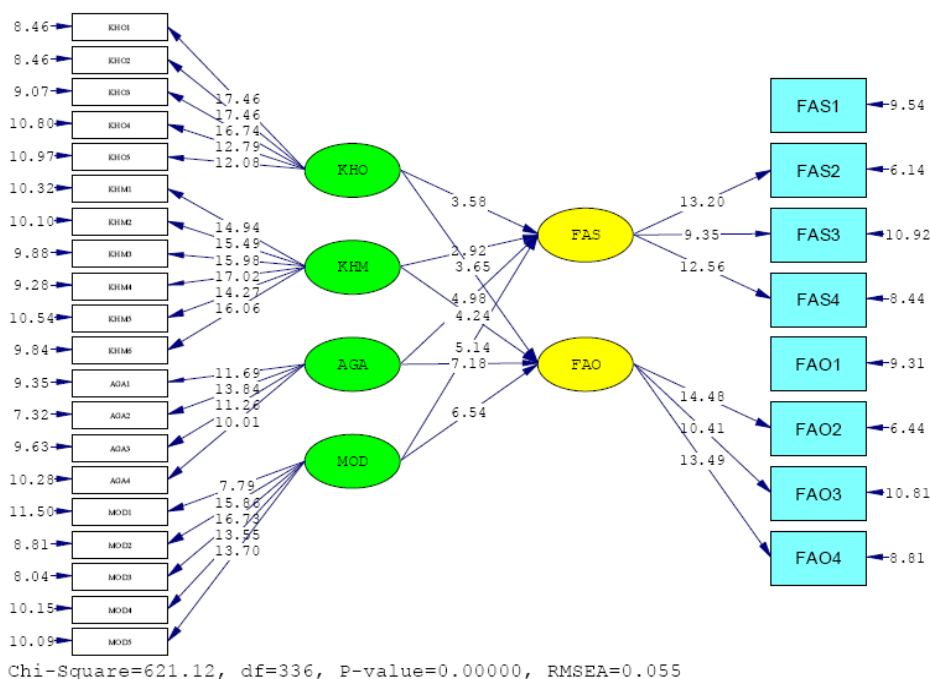 8.46 KHO1
8.46 KHO2
9.07 KHO3
10.80 KHO4
10.97 KHO5
10.32 KHM1
10.10 KHM2
9.88 KHM3
9.28 KHM4
10.54 KHM5
9.84 KHM6
9.35 AGA1
7.32 AGA2
9.63 AGA3
10.28 AGA4
11.50 MOD1
8.81 MOD2
8.04 MOD3
10.15 MOD4
10.09 MOD5
17.46
17.46
16.74
12.79
12.08
14.94
15.49
15.98
17.02
14.27
16.06
11.69
13.84
11.26
10.01
7.79
15.86
16.73
13.55
13.70
KHO
KHM
AGA
MOD
3.58
2.92
3.65
4.98
4.24
5.14
7.18
6.54
FAS
FAO
13.20
9.35
12.56
14.48
10.41
13.49
FAS1 9.54
FAS2 6.14
FAS3 10.92
FAS4 8.44
FAO1 9.31
FAO2 6.44
FAO3 10.81
FAO4 8.81
Chi-Square=621.12, df=336, P-value=0.00000, RMSEA=0.055